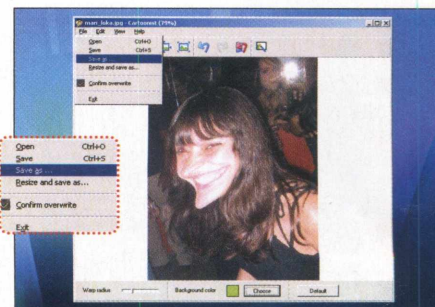 mari_luka.jpg - Cartoonist (79%)
File Edit View Help
Open Ctrl+O
Save Ctrl+S
Save as ...
Resize and save as...
Confirm overwrite
Exit
Open Ctrl+O
Save Ctrl+S
Save as ...
Resize and save as...
Confirm overwrite
Exit
Warp radius Background color Choose Default